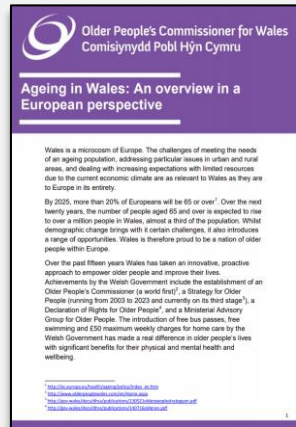 Older People's Commissioner for Wales
Comisiynydd Pobl Hŷn Cymru
Ageing in Wales: An overview in a
European perspective
Wales is a microcosm of Europe. The challenges of meeting the needs
of an ageing population, addressing particular issues in urban and rural
areas, and dealing with increasing expectations with limited resources
due to the current economic climate are as relevant to Wales as they are
to Europe in its entirety.
By 2025, more than 20% of Europeans will be 65 or over¹. Over the next
twenty years, the number of people aged 65 and over is expected to rise
to over a million people in Wales, almost a third of the population. Whilst
demographic change brings with it certain challenges, it also introduces
a range of opportunities. Wales is therefore proud to be a nation of older
people within Europe.
Over the past fifteen years Wales has taken an innovative, proactive
approach to empower older people and improve their lives.
Achievements by the Welsh Government include the establishment of an
Older People's Commissioner (a world first)², a Strategy for Older
People (running from 2003 to 2023 and currently on its third stage³), a
Declaration of Rights for Older People⁴, and a Ministerial Advisory
Group for Older People. The introduction of free bus passes, free
swimming and £50 maximum weekly charges for home care by the
Welsh Government has made a real difference in older people's lives
with significant benefits for their physical and mental health and
wellbeing.
1